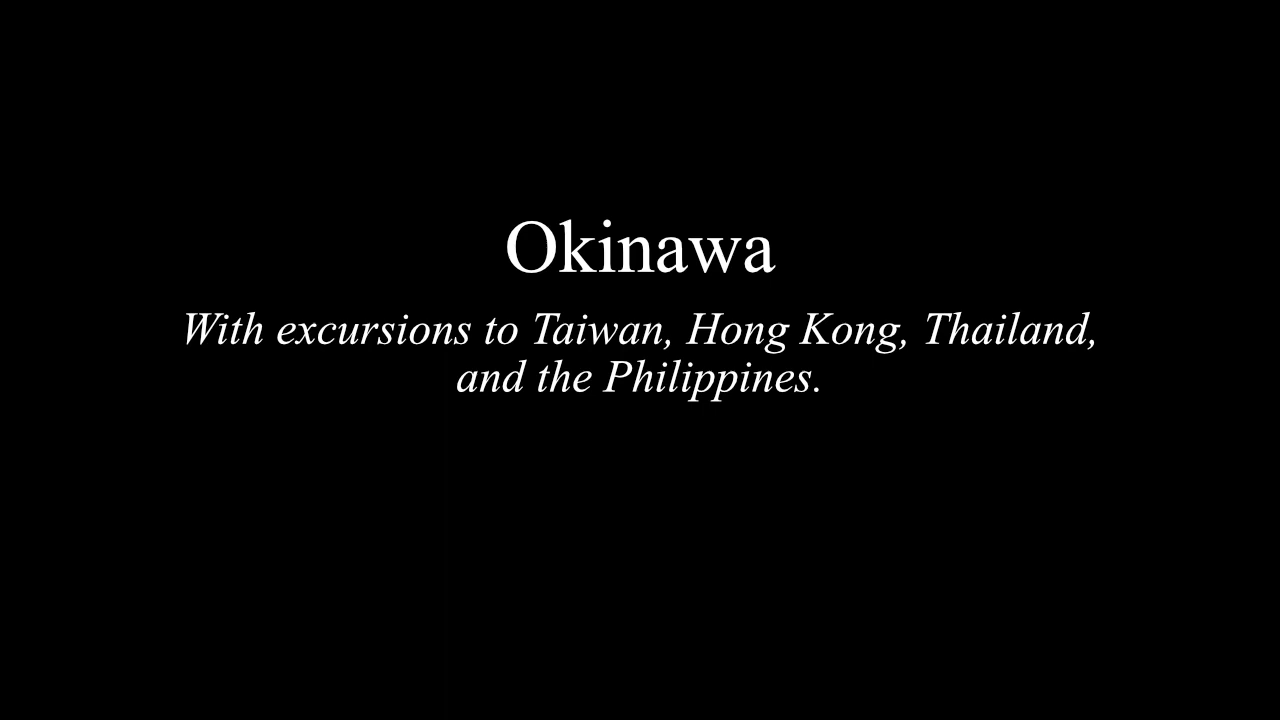 Okinawa
With excursions to Taiwan, Hong Kong, Thailand,
and the Philippines.